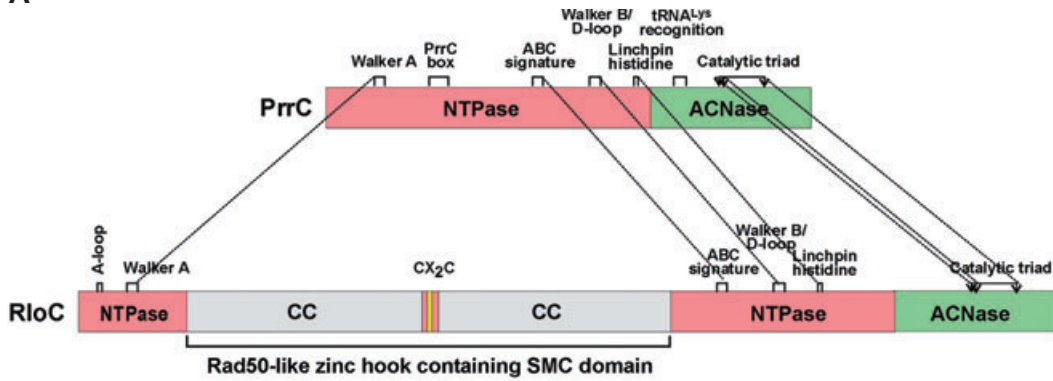 Walker A
PrrC
box
ABC
signature
Walker B/
D-loop
Linchpin
histidine
tRNALys
recognition
Catalytic triad
PrrC
NTPase
ACNase
A-loop
Walker A
CX2C
ABC
signature
Walker B/
D-loop
Linchpin
histidine
Catalytic triad
RloC
NTPase
CC
CC
NTPase
ACNase
Rad50-like zinc hook containing SMC domain